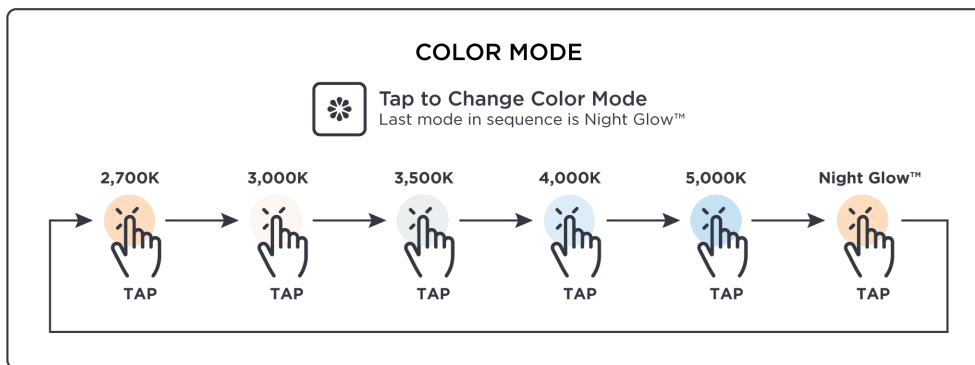 COLOR MODE
Tap to Change Color Mode
Last mode in sequence is Night Glow™
2,700K 3,000K 3,500K 4,000K 5,000K Night Glow™
TAP TAP TAP TAP TAP TAP